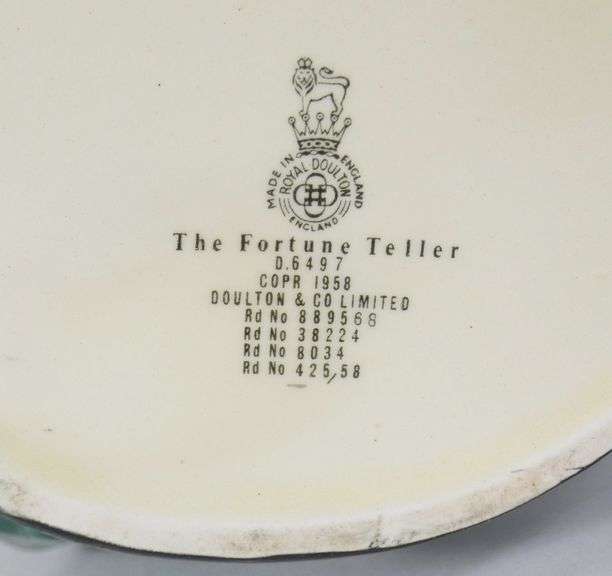 MADE IN ENGLAND
ROYAL DOULTON
ENGLAND
The Fortune Teller
D.6497
COPR 1958
DOULTON & CO LIMITED
Rd No 889568
Rd No 38224
Rd No 8034
Rd No 425/58